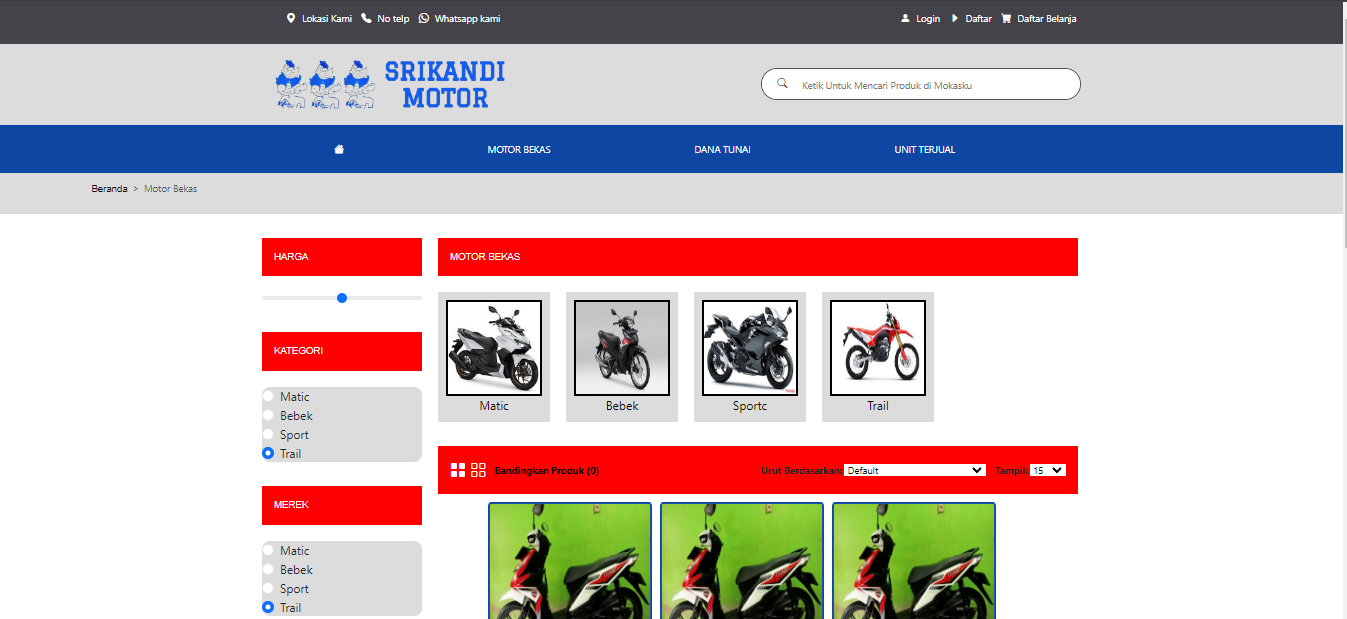 Lokasi Kami No telp Whatsapp kami Login Daftar Daftar Belanja
SRIKANDI
MOTOR
Ketik Untuk Mencari Produk di Mokasku
MOTOR BEKAS DANA TUNAI UNIT TERJUAL
Beranda > Motor Bekas
HARGA
KATEGORI
Matic
Bebek
Sport
Trail
MEREK
Matic
Bebek
Sport
Trail
MOTOR BEKAS
Matic Bebek Sportc Trail
Bandingkan Produk (0) Urut Berdasarkan: Default Tampil: 15